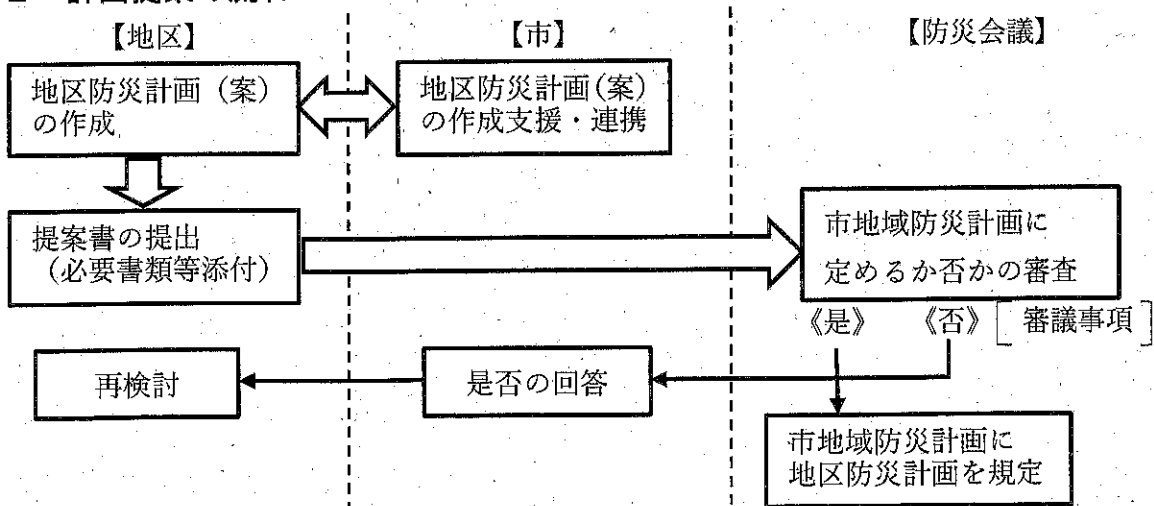 【地区】
【市】
【防災会議】
地区防災計画（案）
の作成
地区防災計画（案）
の作成支援・連携
提案書の提出
（必要書類等添付）
市地域防災計画に
定めるか否かの審査
《是》
《否》
［審議事項］
再検討
是否の回答
市地域防災計画に
地区防災計画を規定